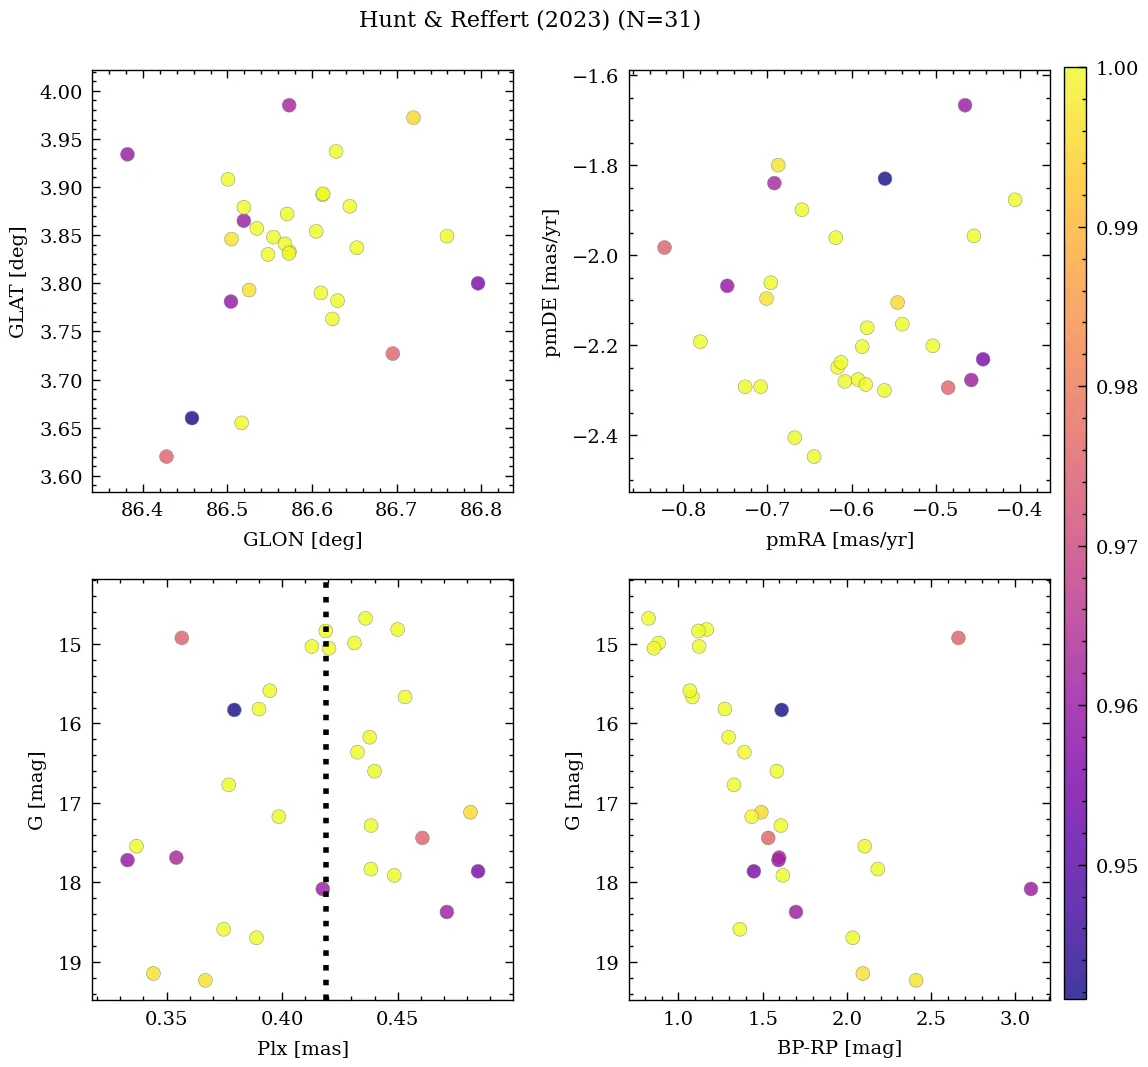 Hunt & Reffert (2023) (N=31)
4.00
3.95
3.90
3.85
3.80
3.75
3.70
3.65
3.60
GLAT [deg]
86.4 86.5 86.6 86.7 86.8
GLON [deg]
−1.6
−1.8
−2.0
−2.2
−2.4
pmDE [mas/yr]
−0.8 −0.7 −0.6 −0.5 −0.4
pmRA [mas/yr]
15
16
17
18
19
G [mag]
0.35 0.40 0.45
Plx [mas]
15
16
17
18
19
G [mag]
1.0 1.5 2.0 2.5 3.0
BP-RP [mag]
1.00
0.99
0.98
0.97
0.96
0.95